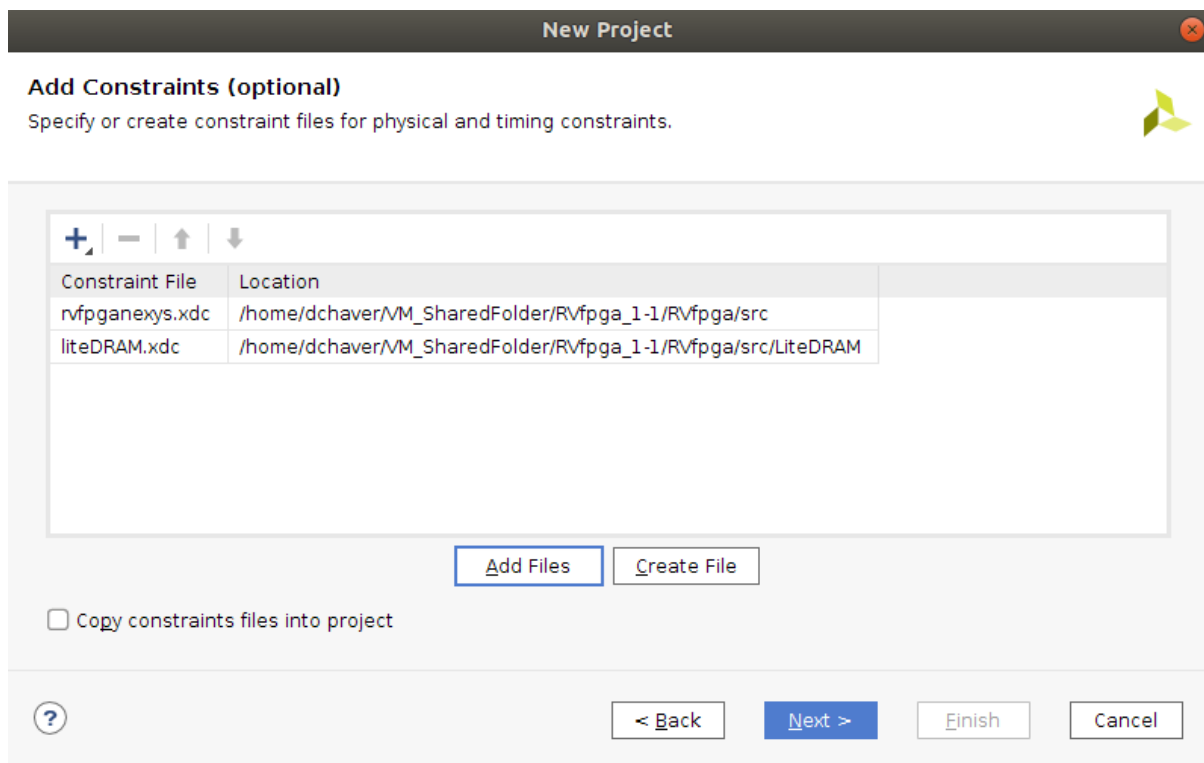 New Project
Add Constraints (optional)
Specify or create constraint files for physical and timing constraints.
Constraint File Location
rvfpganexys.xdc /home/dchaver/VM_SharedFolder/RVfpga_1-1/RVfpga/src
liteDRAM.xdc /home/dchaver/VM_SharedFolder/RVfpga_1-1/RVfpga/src/LiteDRAM
Add Files Create File
Copy constraints files into project
? < Back Next > Finish Cancel